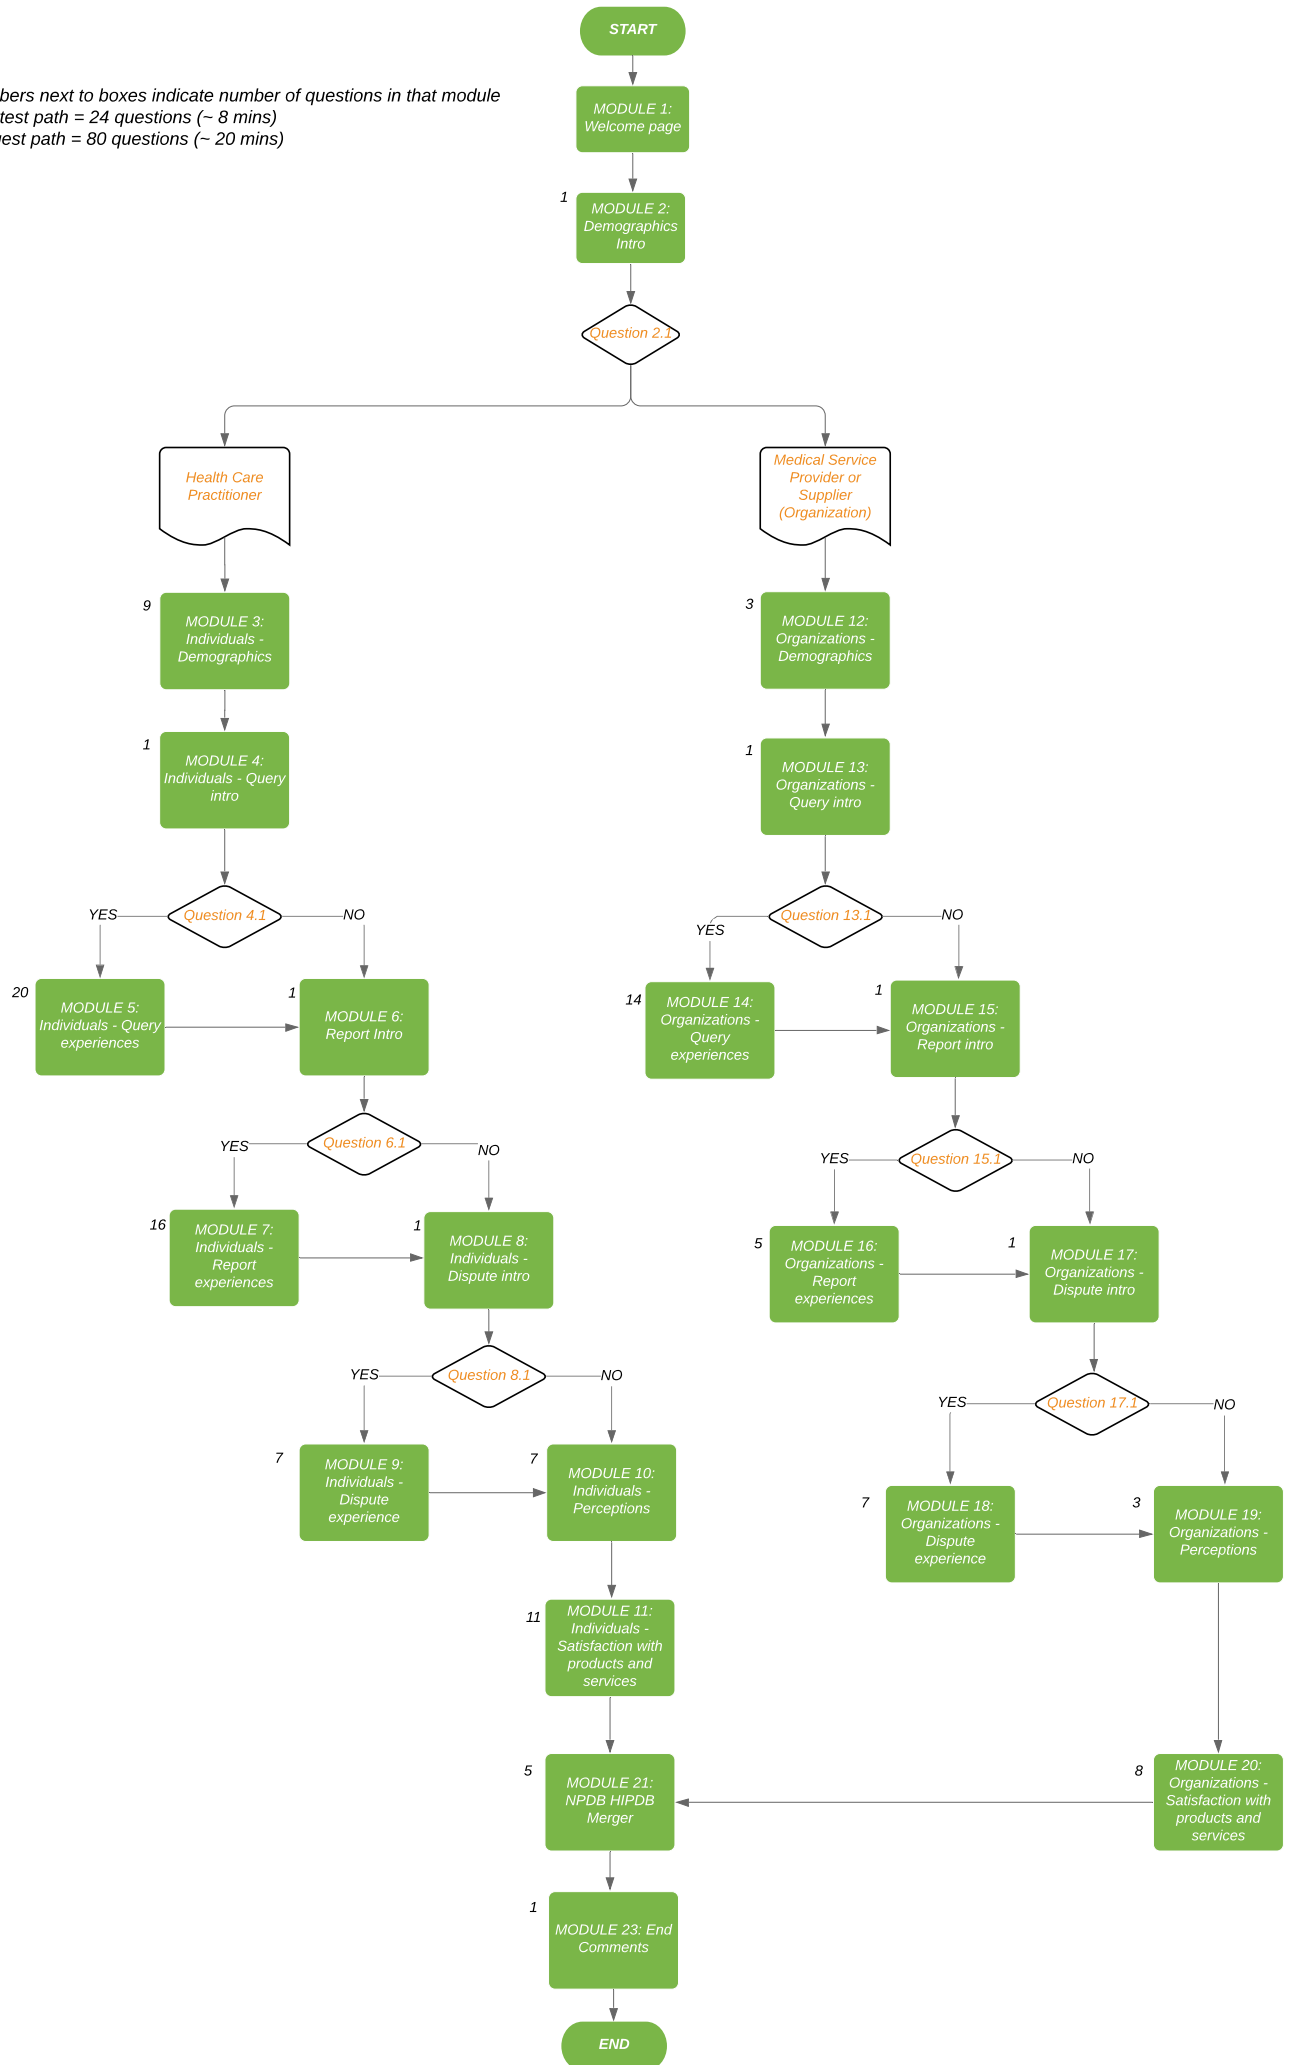 START
bers next to boxes indicate number of questions in that module
test path = 24 questions (~ 8 mins)
gest path = 80 questions (~ 20 mins)
MODULE 1:
Welcome page
1
MODULE 2:
Demographics
Intro
Question 2.1
Health Care
Practitioner
Medical Service
Provider or
Supplier
(Organization)
9
MODULE 3:
Individuals -
Demographics
3
MODULE 12:
Organizations -
Demographics
1
MODULE 4:
Individuals - Query
intro
1
MODULE 13:
Organizations -
Query intro
YES
Question 4.1
NO
YES
Question 13.1
NO
20
MODULE 5:
Individuals - Query
experiences
1
MODULE 6:
Report Intro
14
MODULE 14:
Organizations -
Query
experiences
1
MODULE 15:
Organizations -
Report intro
YES
Question 6.1
NO
YES
Question 15.1
NO
16
MODULE 7:
Individuals -
Report
experiences
1
MODULE 8:
Individuals -
Dispute intro
5
MODULE 16:
Organizations -
Report
experiences
1
MODULE 17:
Organizations -
Dispute intro
YES
Question 8.1
NO
YES
Question 17.1
NO
7
MODULE 9:
Individuals -
Dispute
experience
7
MODULE 10:
Individuals -
Perceptions
7
MODULE 18:
Organizations -
Dispute
experience
3
MODULE 19:
Organizations -
Perceptions
11
MODULE 11:
Individuals -
Satisfaction with
products and
services
5
MODULE 21:
NPDB HIPDB
Merger
8
MODULE 20:
Organizations -
Satisfaction with
products and
services
1
MODULE 23: End
Comments
END